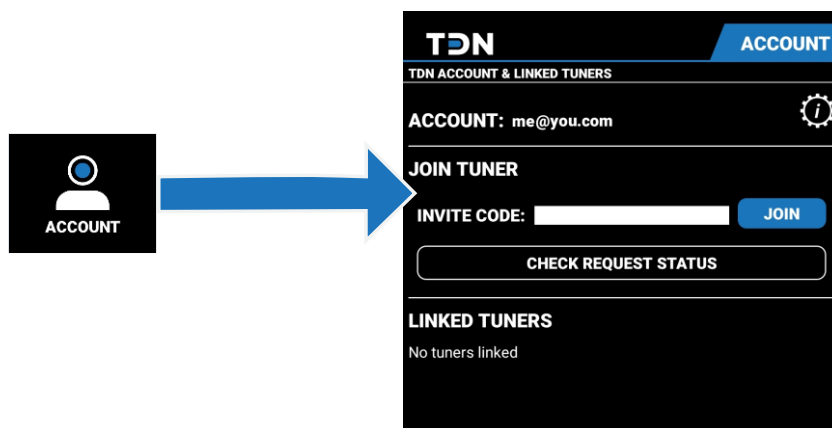 ACCOUNT
TDN
ACCOUNT
TDN ACCOUNT & LINKED TUNERS
ACCOUNT: me@you.com
i
JOIN TUNER
INVITE CODE:
JOIN
CHECK REQUEST STATUS
LINKED TUNERS
No tuners linked